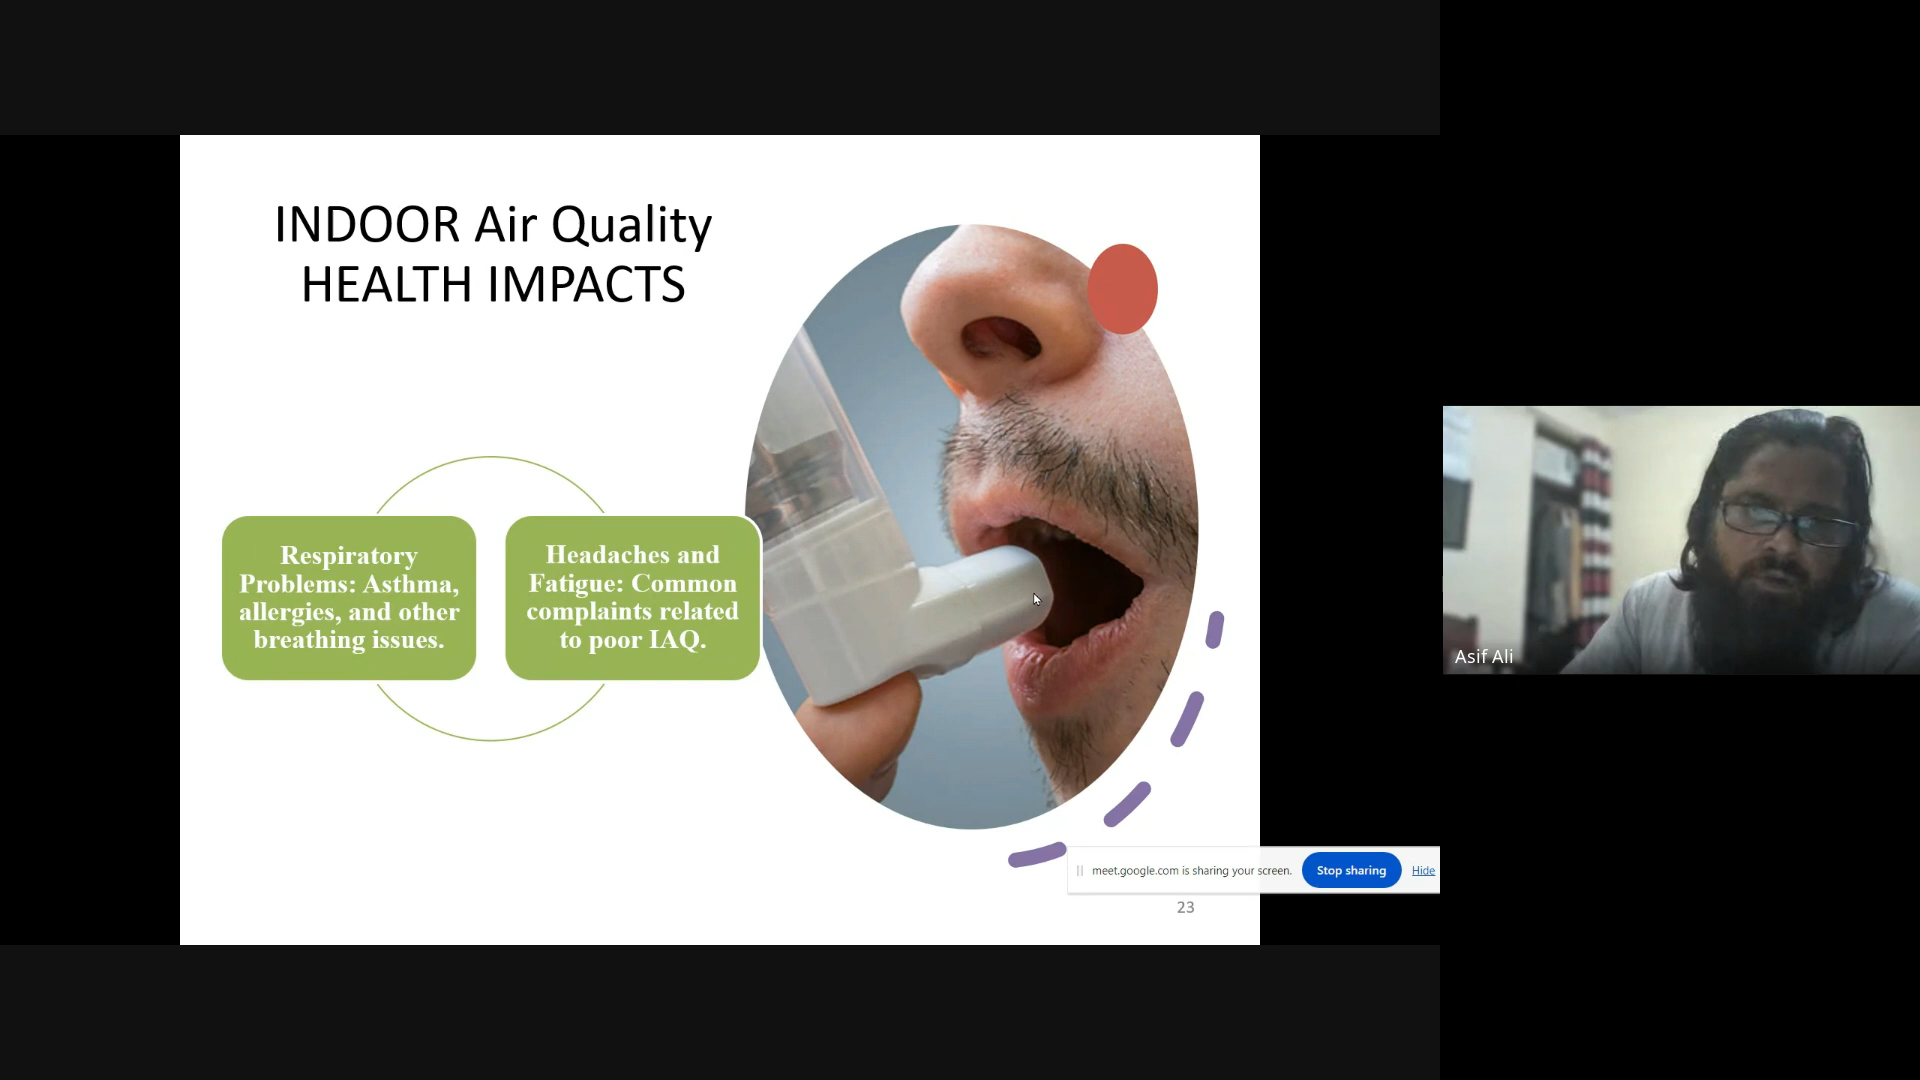 INDOOR Air Quality
HEALTH IMPACTS
Respiratory
Problems: Asthma,
allergies, and other
breathing issues.
Headaches and
Fatigue: Common
complaints related
to poor IAQ.
Asif Ali
meet.google.com is sharing your screen.
Stop sharing
Hide
23